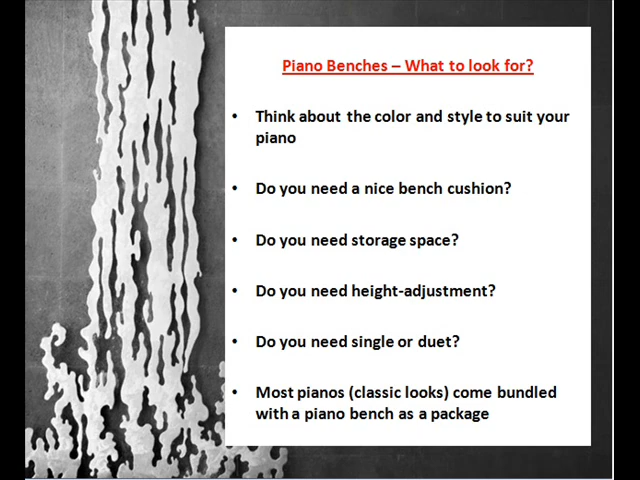 Piano Benches – What to look for?
• Think about the color and style to suit your
piano
• Do you need a nice bench cushion?
• Do you need storage space?
• Do you need height-adjustment?
• Do you need single or duet?
• Most pianos (classic looks) come bundled
with a piano bench as a package